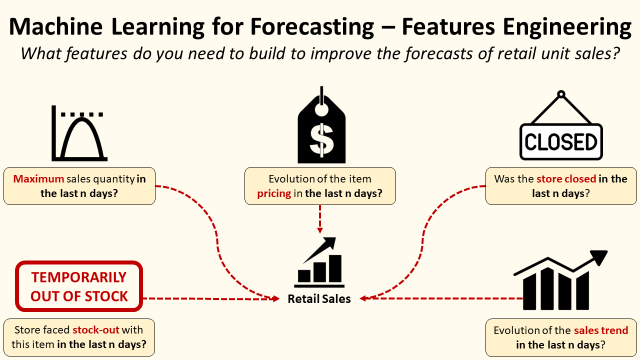 Machine Learning for Forecasting – Features Engineering
What features do you need to build to improve the forecasts of retail unit sales?
$
CLOSED
Maximum sales quantity in
the last n days?
Evolution of the item
pricing in the last n days?
Was the store closed in the
last n days?
TEMPORARILY
OUT OF STOCK
Retail Sales
Store faced stock-out with
this item in the last n days?
Evolution of the sales trend
in the last n days?